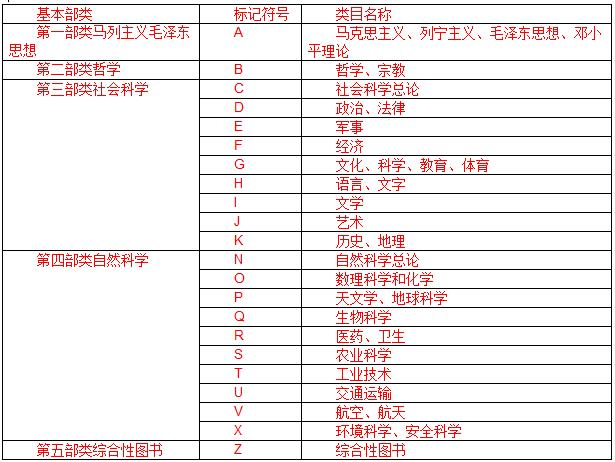 基本部类 标记符号 类目名称
第一部类马列主义毛泽东 A 马克思主义、列宁主义、毛泽东思想、邓小
思想 平理论
第二部类哲学 B 哲学、宗教
第三部类社会科学 C 社会科学总论
D 政治、法律
E 军事
F 经济
G 文化、科学、教育、体育
H 语言、文字
I 文学
J 艺术
K 历史、地理
第四部类自然科学 N 自然科学总论
O 数理科学和化学
P 天文学、地球科学
Q 生物科学
R 医药、卫生
S 农业科学
T 工业技术
U 交通运输
V 航空、航天
X 环境科学、安全科学
第五部类综合性图书 Z 综合性图书